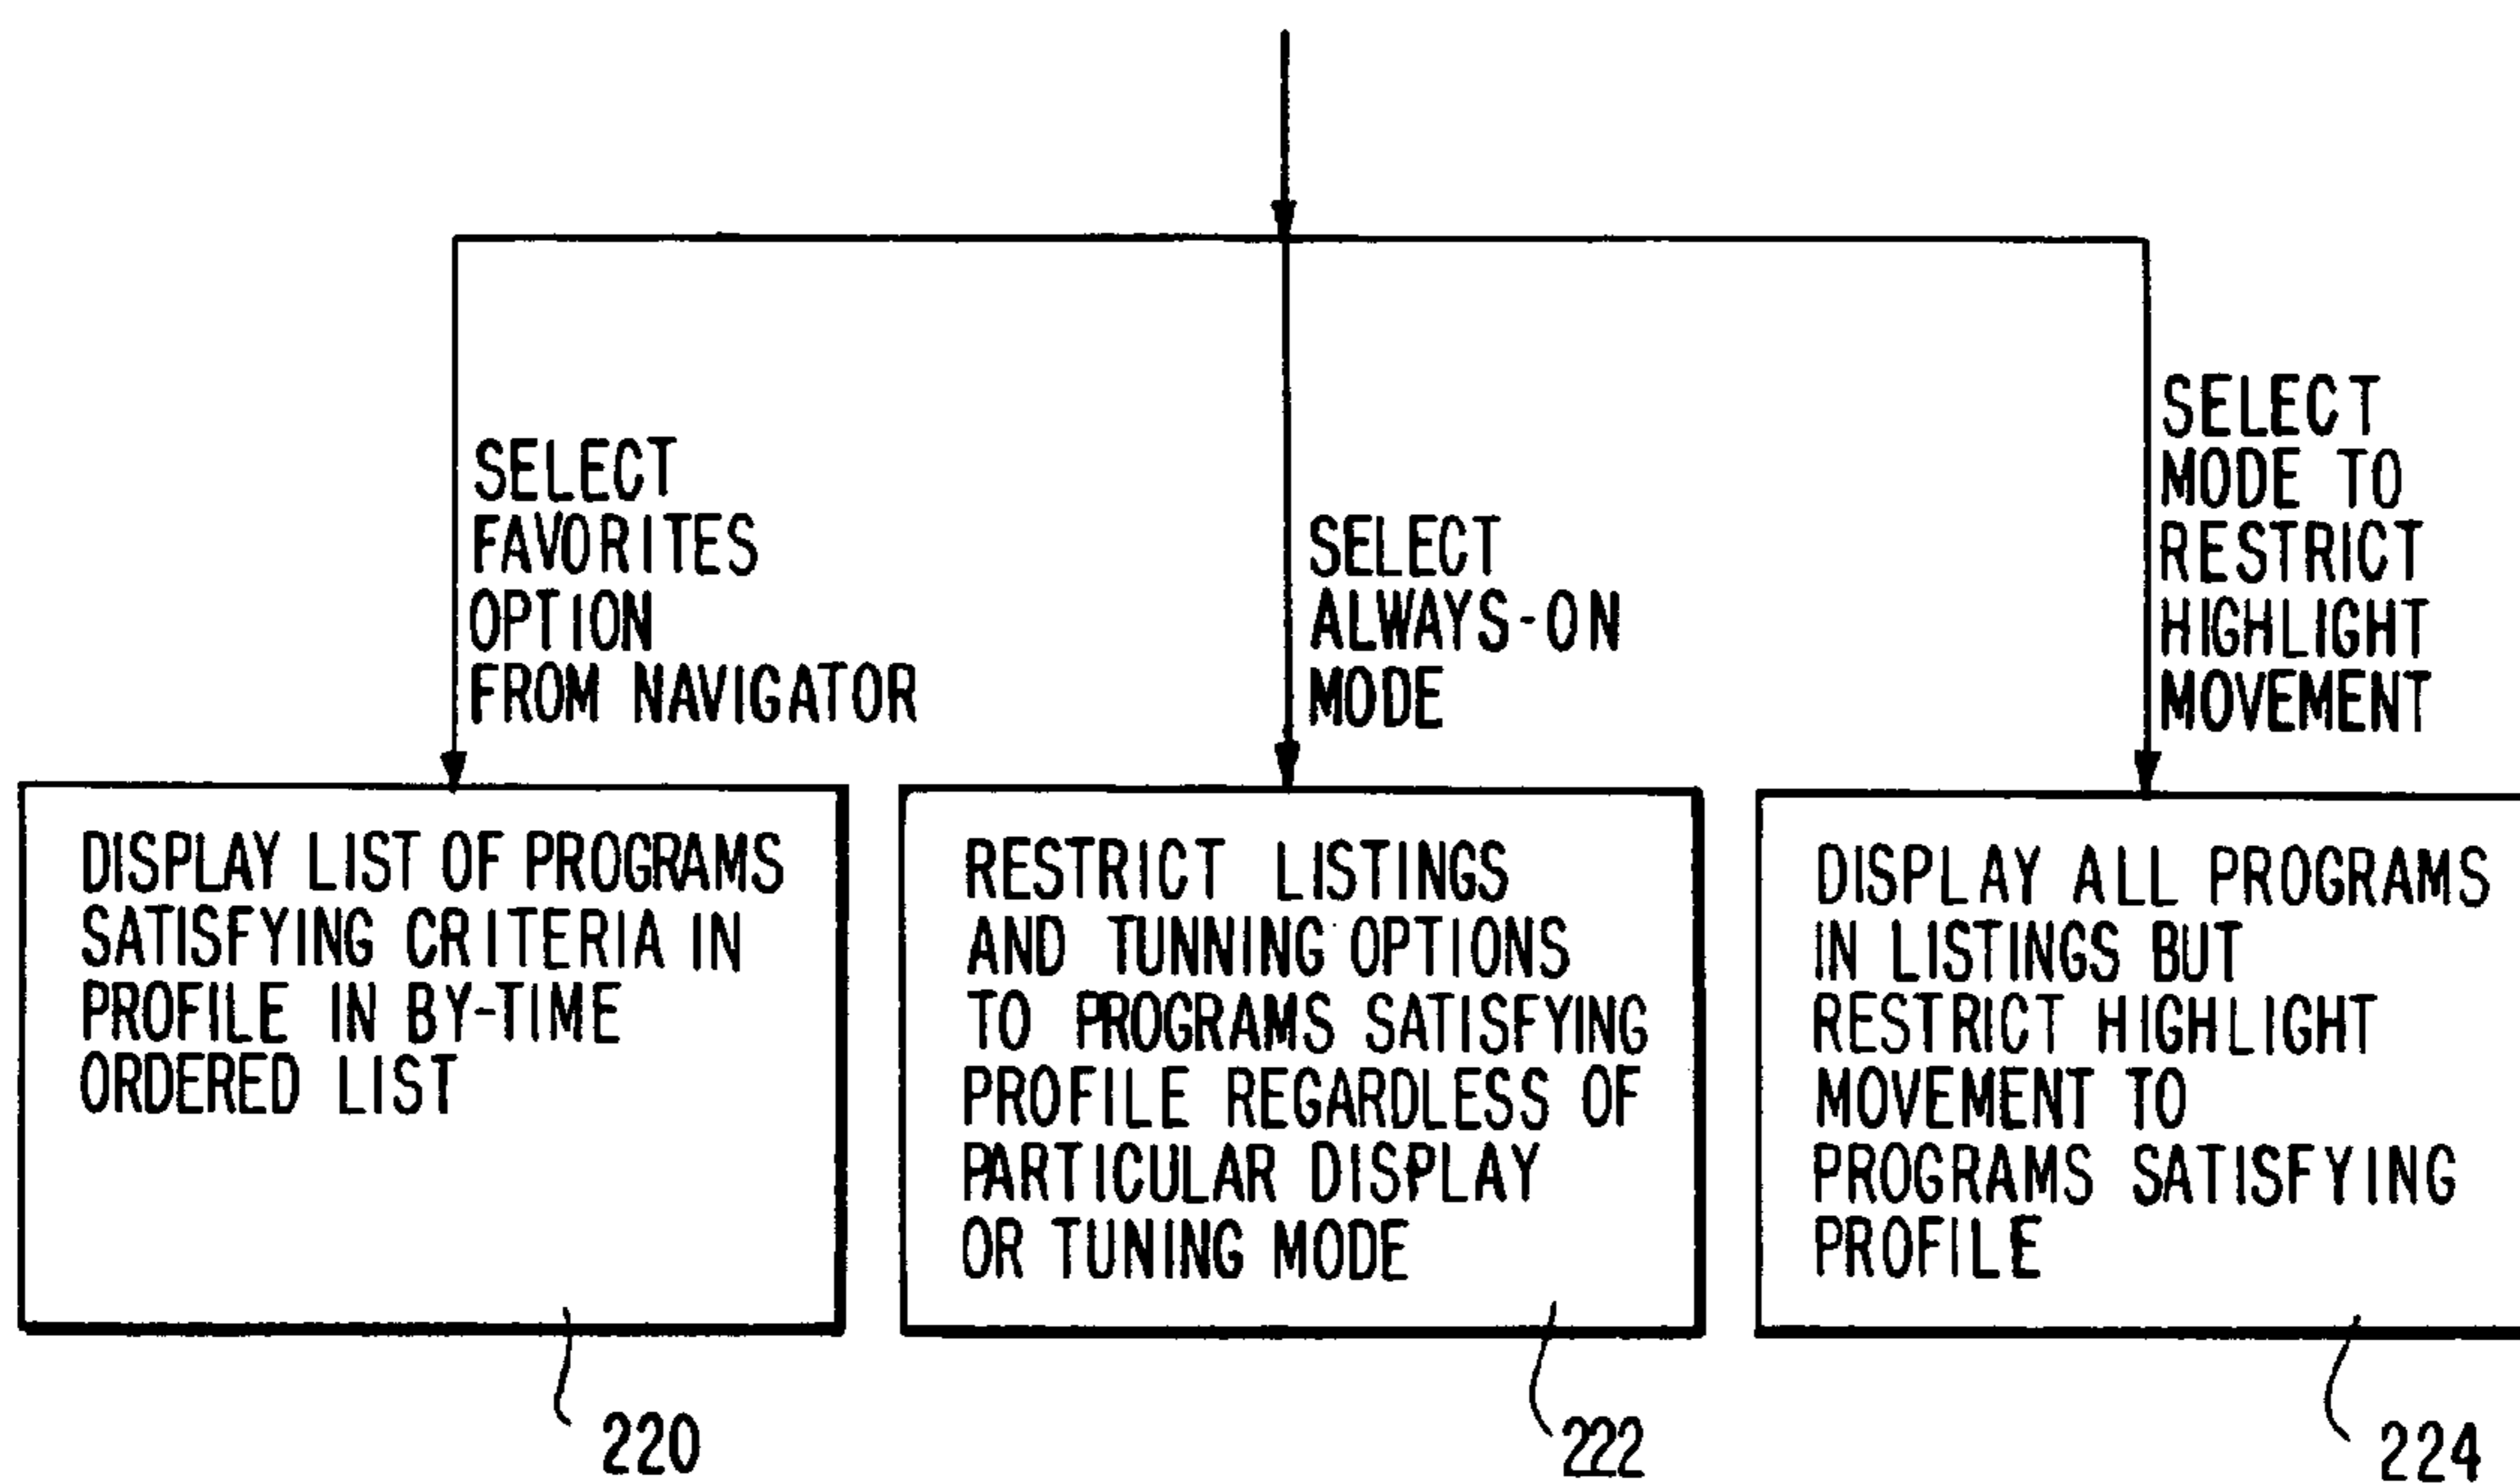 SELECT
FAVORITES
OPTION
FROM NAVIGATOR
SELECT
ALWAYS-ON
MODE
SELECT
MODE TO
RESTRICT
HIGHLIGHT
MOVEMENT
DISPLAY LIST OF PROGRAMS
SATISFYING CRITERIA IN
PROFILE IN BY-TIME
ORDERED LIST
RESTRICT LISTINGS
AND TUNNING OPTIONS
TO PROGRAMS SATISFYING
PROFILE REGARDLESS OF
PARTICULAR DISPLAY
OR TUNING MODE
DISPLAY ALL PROGRAMS
IN LISTINGS BUT
RESTRICT HIGHLIGHT
MOVEMENT TO
PROGRAMS SATISFYING
PROFILE
220
222
224